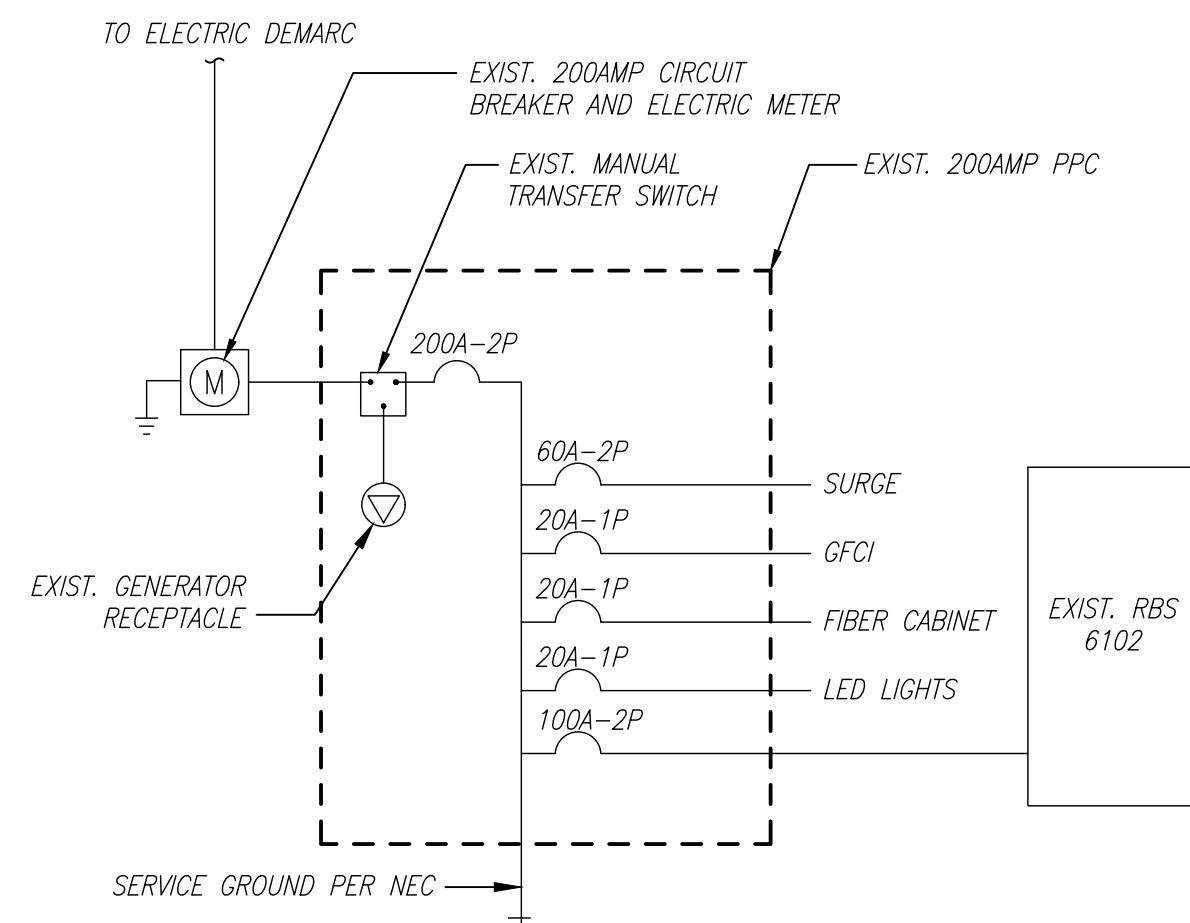 TO ELECTRIC DEMARC
EXIST. 200AMP CIRCUIT
BREAKER AND ELECTRIC METER
EXIST. MANUAL
TRANSFER SWITCH
EXIST. 200AMP PPC
200A-2P
M
60A-2P
SURGE
20A-1P
GFCI
EXIST. GENERATOR
RECEPTACLE
20A-1P
FIBER CABINET
EXIST. RBS
6102
20A-1P
LED LIGHTS
100A-2P
SERVICE GROUND PER NEC